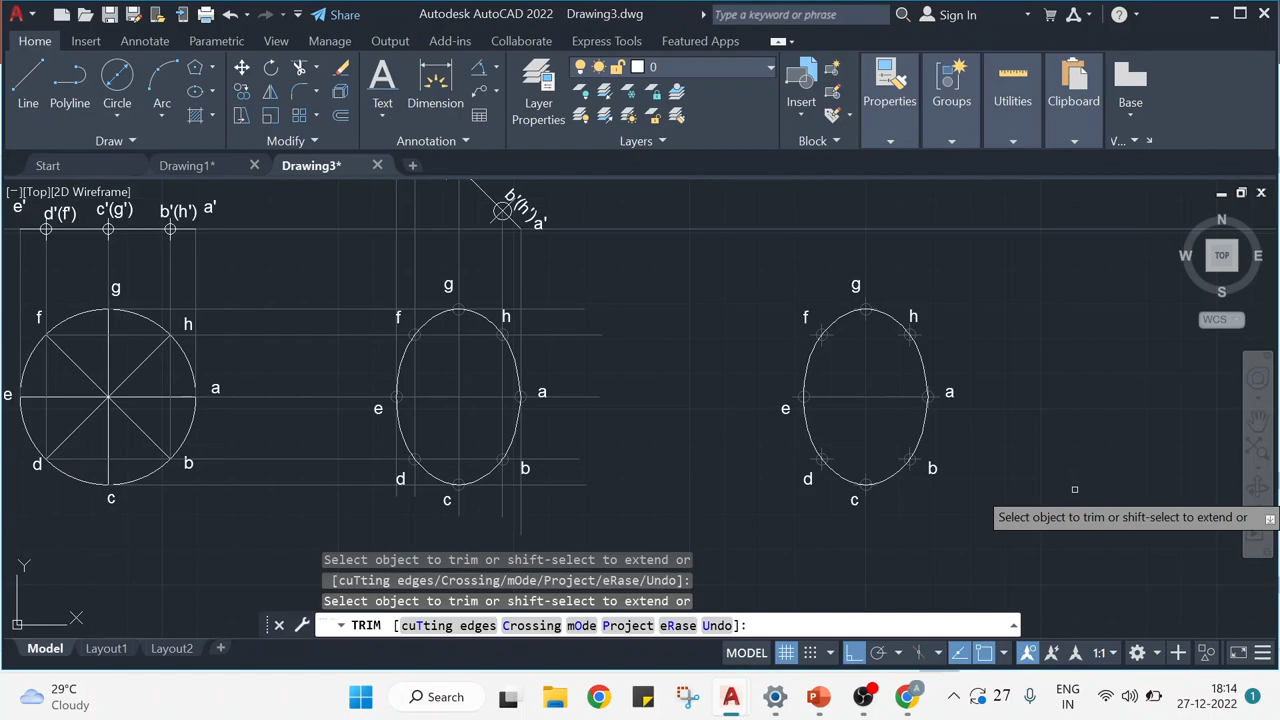 Share
Autodesk AutoCAD 2022 Drawing3.dwg
Type a keyword or phrase
Sign In
Home Insert Annotate Parametric View Manage Output Add-ins Collaborate Express Tools Featured Apps
0
Line Polyline Circle Arc
Text Dimension
Layer
Properties
Insert
Properties
Groups
Utilities
Clipboard
Base
Draw Modify Annotation Layers Block V...
Start Drawing1* Drawing3*
[−][Top][2D Wireframe]
e' d'(f') c'(g') b'(h') a'
b'(h') a'
N
W TOP E
S
WCS
g g g
f h f h f h
e a e a e a
d b d b d b
c c c
Select object to trim or shift-select to extend or
Select object to trim or shift-select to extend or
[cuTting edges/Crossing/mOde/Project/eRase/Undo]:
Select object to trim or shift-select to extend or
Y
X
TRIM [cuTting edges Crossing mOde Project eRase Undo]:
Model Layout1 Layout2
MODEL 1:1
29°C
Cloudy
Search
27
ENG
IN
18:14
27-12-2022
1